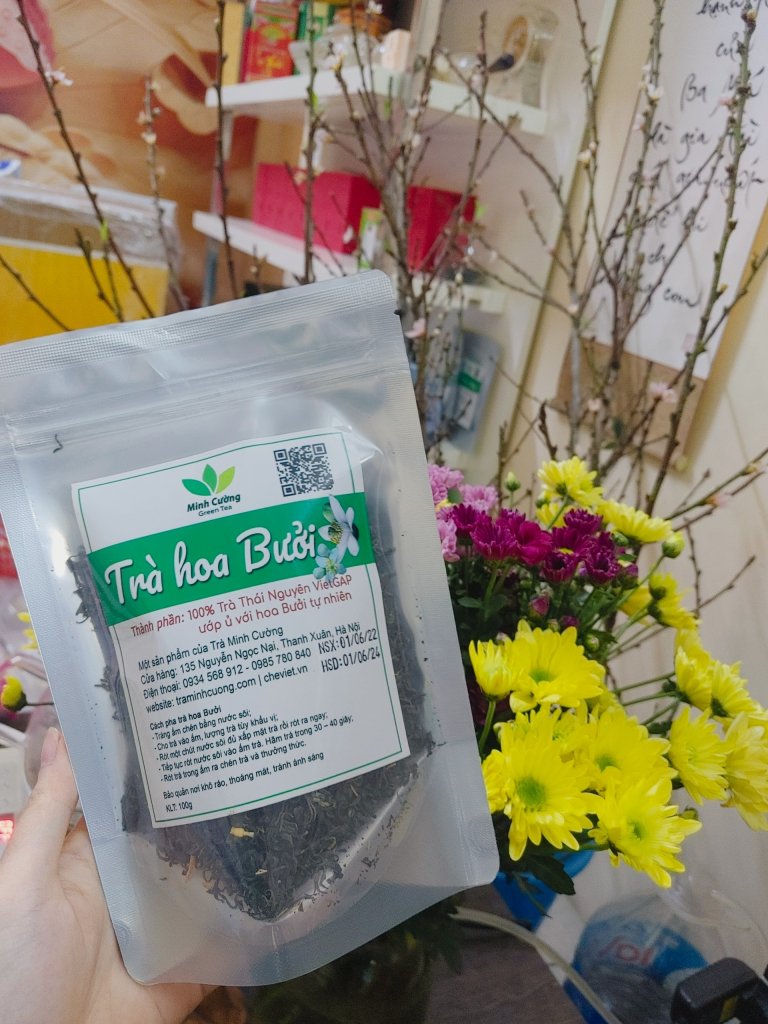 Minh Cường
Green Tea
Trà hoa Bưởi
Thành phần: 100% Trà Thái Nguyên VietGAP
ướp ủ với hoa Bưởi tự nhiên
Một sản phẩm của Trà Minh Cường
Cửa hàng: 135 Nguyễn Ngọc Nại, Thanh Xuân, Hà Nội
Điện thoại: 0934 568 912 - 0985 780 840
website: traminhcuong.com | cheviet.vn
NSX: 01/06/22
HSD: 01/06/24
Cách pha trà hoa Bưởi
- Tráng ấm chén bằng nước sôi;
- Cho trà vào ấm, lượng trà tùy khẩu vị;
- Rót một chút nước sôi đủ xấp mặt trà rồi rót ra ngay;
- Tiếp tục rót nước sôi vào ấm trà. Hãm trà trong 30 – 40 giây;
- Rót trà trong ấm ra chén trà và thưởng thức.
Bảo quản nơi khô ráo, thoáng mát, tránh ánh sáng
KLT: 100g
Ba
là gia